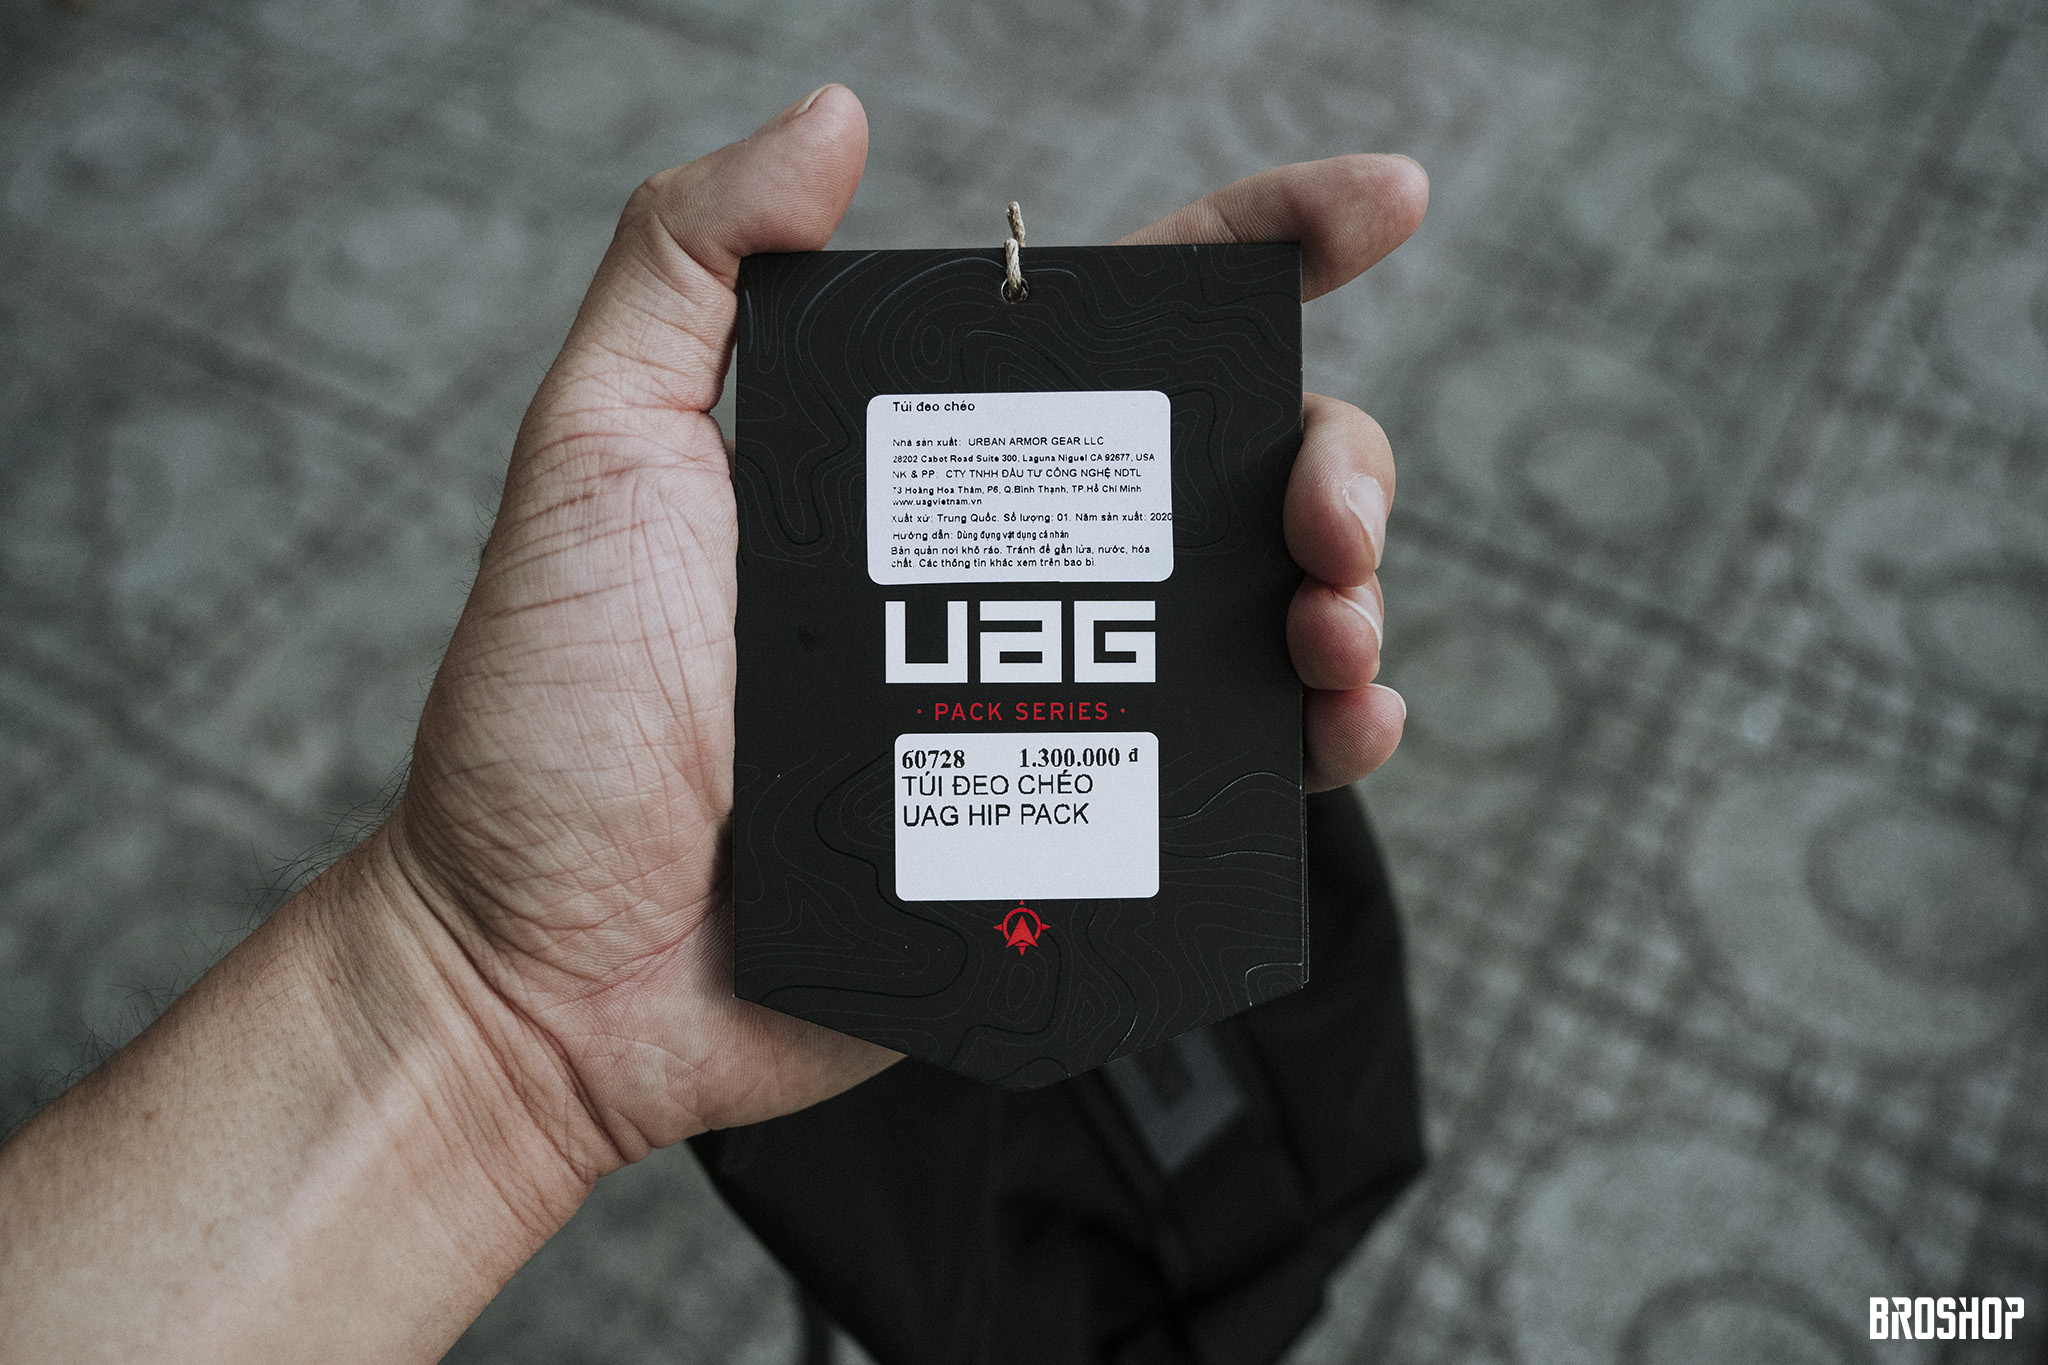 Túi đeo chéo
Nhà sản xuất: URBAN ARMOR GEAR LLC
28202 Cabot Road Suite 300, Laguna Niguel CA 92677, USA
NK & PP: CTY TNHH ĐẦU TƯ CÔNG NGHỆ NDTL
73 Hoàng Hoa Thám, P6, Q.Bình Thạnh, TP.Hồ Chí Minh
www.uagvietnam.vn
Xuất xứ: Trung Quốc. Số lượng: 01. Năm sản xuất: 2020
Hướng dẫn: Dùng đựng vật dụng cá nhân
Bản quản nơi khô ráo. Tránh để gần lửa, nước, hóa
chất. Các thông tin khác xem trên bao bì.
UAG
· PACK SERIES ·
60728 1.300.000 đ
TÚI ĐEO CHÉO
UAG HIP PACK
BROSHOP